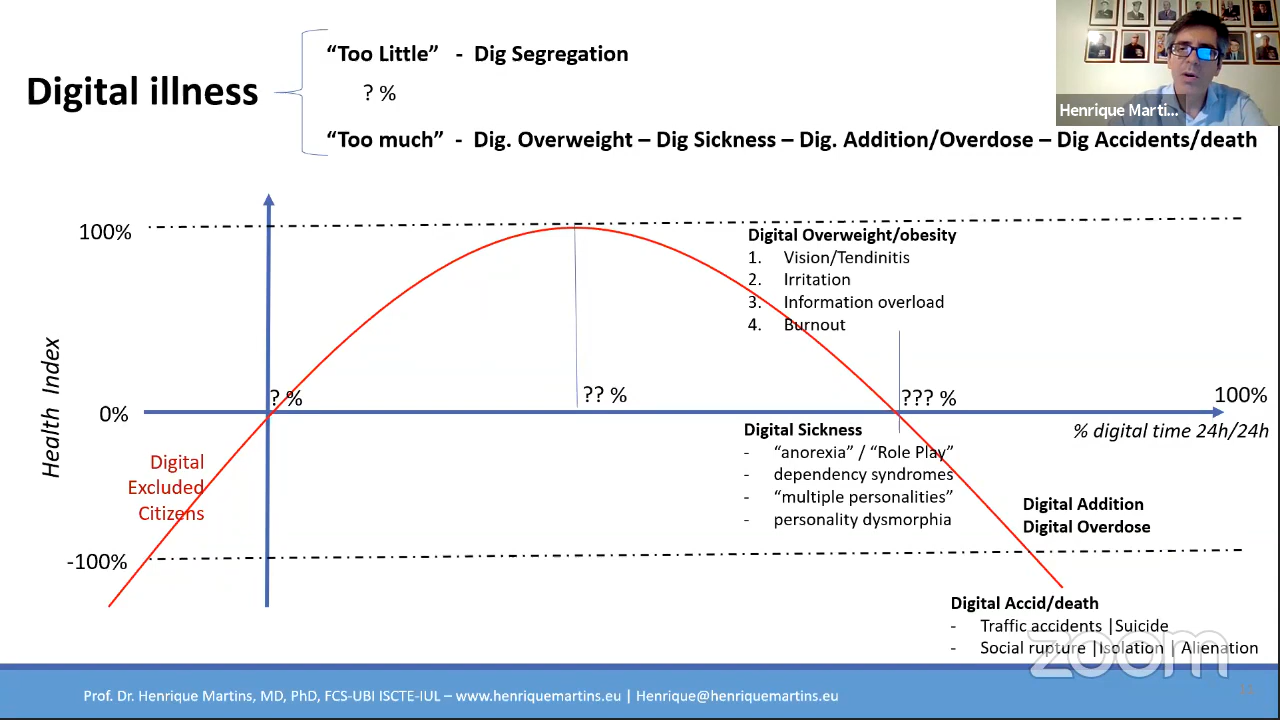 Digital illness
“Too Little” - Dig Segregation
? %
“Too much” - Dig. Overweight – Dig Sickness – Dig. Addition/Overdose – Dig Accidents/death
Henrique Marti...
100%
Health Index
0%
-100%
Digital
Excluded
Citizens
? %
?? %
??? %
100%
% digital time 24h/24h
Digital Overweight/obesity
1. Vision/Tendinitis
2. Irritation
3. Information overload
4. Burnout
Digital Sickness
- “anorexia” / “Role Play”
- dependency syndromes
- “multiple personalities”
- personality dysmorphia
Digital Addition
Digital Overdose
Digital Accid/death
- Traffic accidents |Suicide
- Social rupture |Isolation | Alienation
zoom
Prof. Dr. Henrique Martins, MD, PhD, FCS-UBI ISCTE-IUL – www.henriquemartins.eu | Henrique@henriquemartins.eu